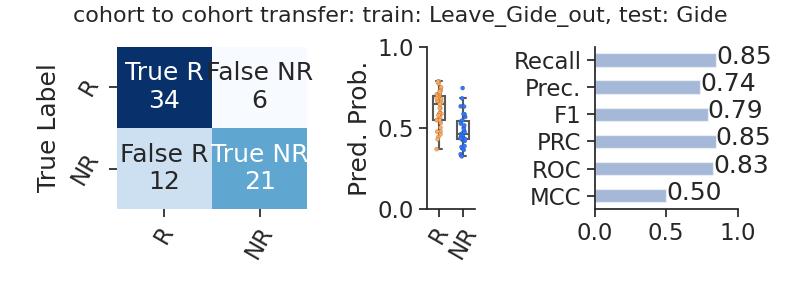 cohort to cohort transfer: train: Leave_Gide_out, test: Gide
True Label
R
NR
True R
34
False NR
6
False R
12
True NR
21
R
NR
Pred. Prob.
1.0
0.5
0.0
R
NR
Recall
0.85
Prec.
0.74
F1
0.79
PRC
0.85
ROC
0.83
MCC
0.50
0.0
0.5
1.0